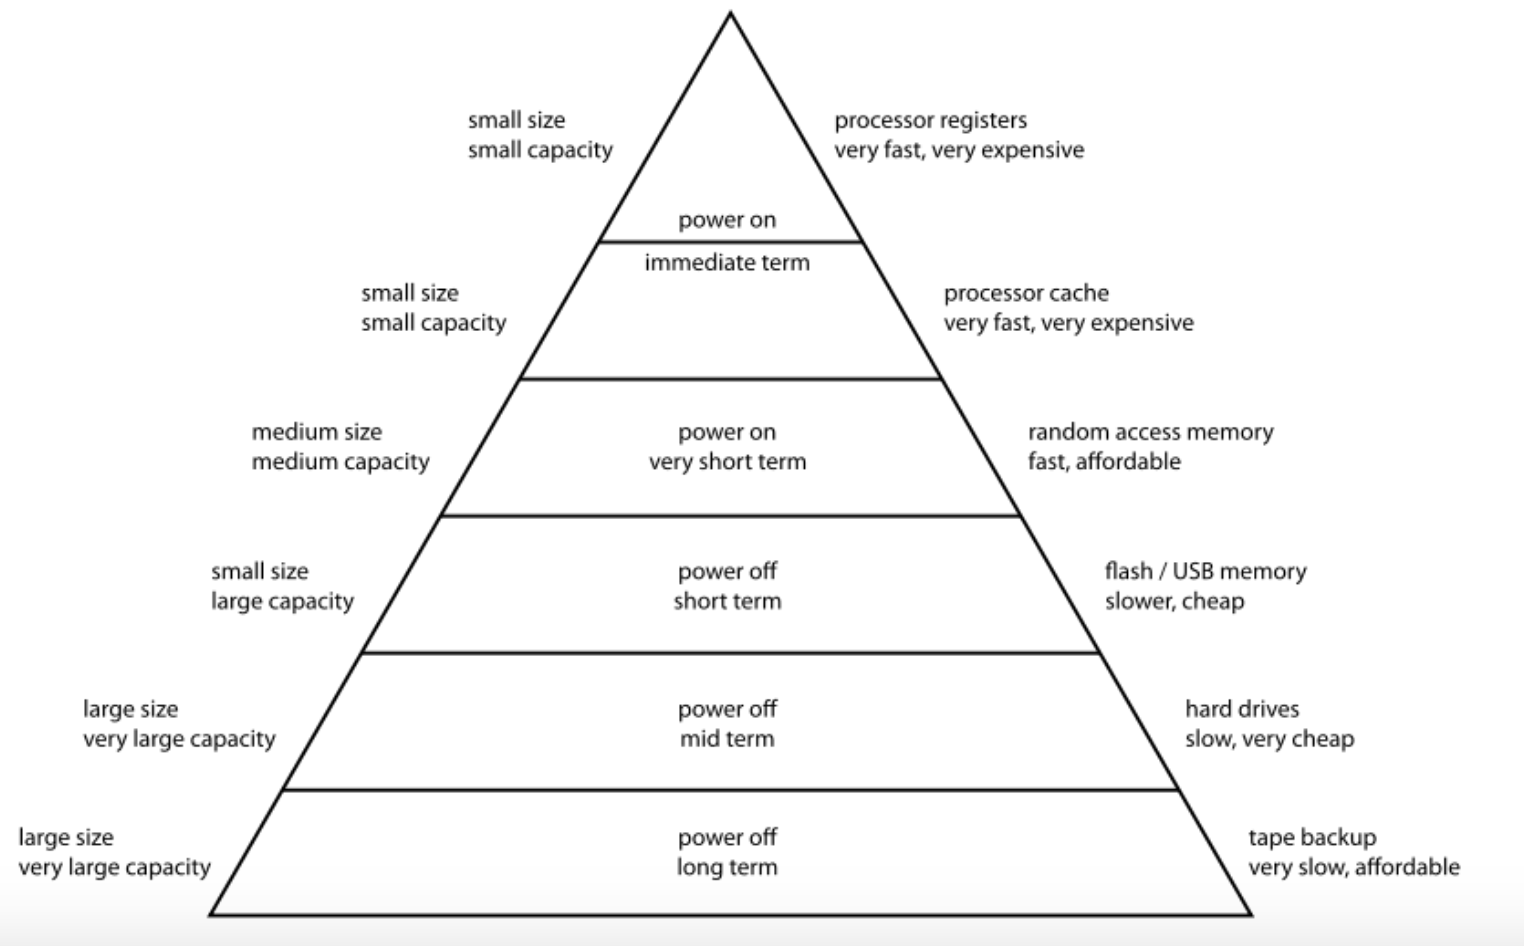 small size
small capacity
processor registers
very fast, very expensive
power on
immediate term
small size
small capacity
processor cache
very fast, very expensive
medium size
medium capacity
power on
very short term
random access memory
fast, affordable
small size
large capacity
power off
short term
flash / USB memory
slower, cheap
large size
very large capacity
power off
mid term
hard drives
slow, very cheap
large size
very large capacity
power off
long term
tape backup
very slow, affordable